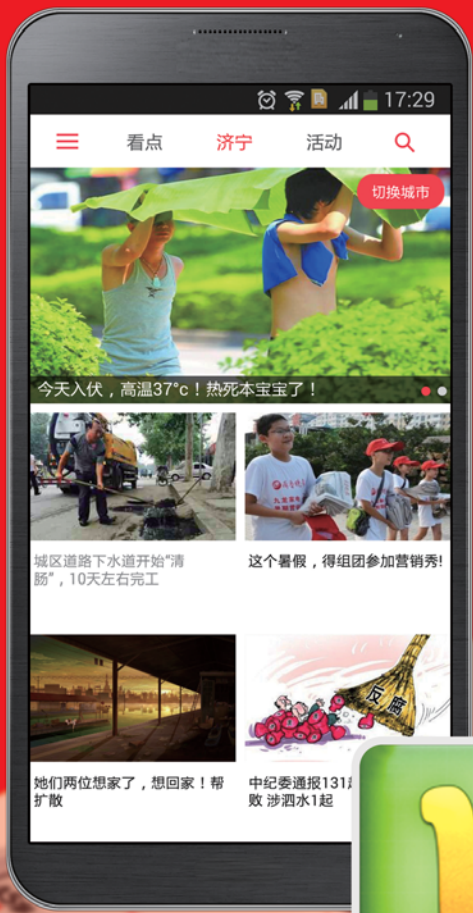 17:29
看点 济宁 活动
切换城市
今天入伏，高温37°c！热死本宝宝了！
城区道路下水道开始“清
肠”，10天左右完工
这个暑假，得组团参加营销秀!
她们两位想家了，想回家！帮
扩散
中纪委通报131
败 涉泗水1起
反腐